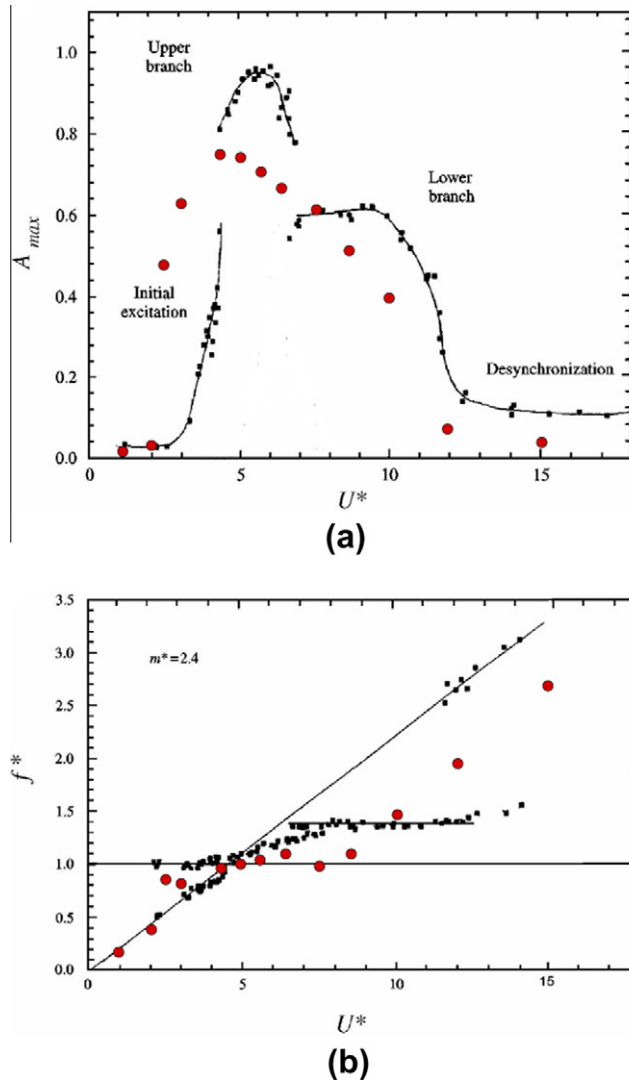 1.0
Upper
branch
0.8
Lower
branch
0.6
A max
0.4
Initial
excitation
Desynchronization
0.2
0.0
0 5 10 15
U*
(a)
3.5
m*=2.4
3.0
2.5
2.0
f*
1.5
1.0
0.5
0.0
0 5 10 15
U*
(b)